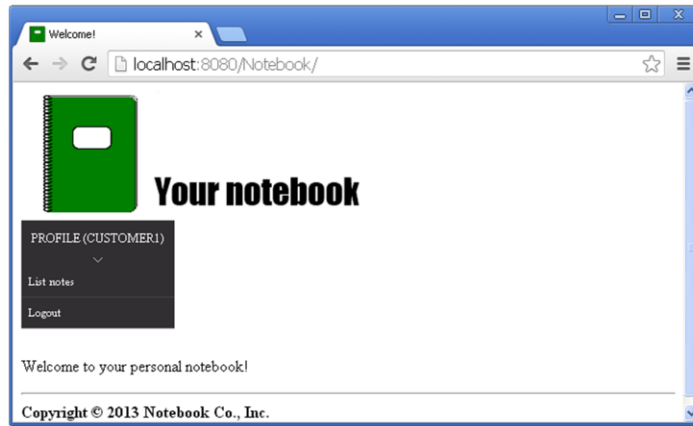 Welcome!
localhost:8080/Notebook/
Your notebook
PROFILE (CUSTOMER1)
List notes
Logout
Welcome to your personal notebook!
Copyright © 2013 Notebook Co., Inc.